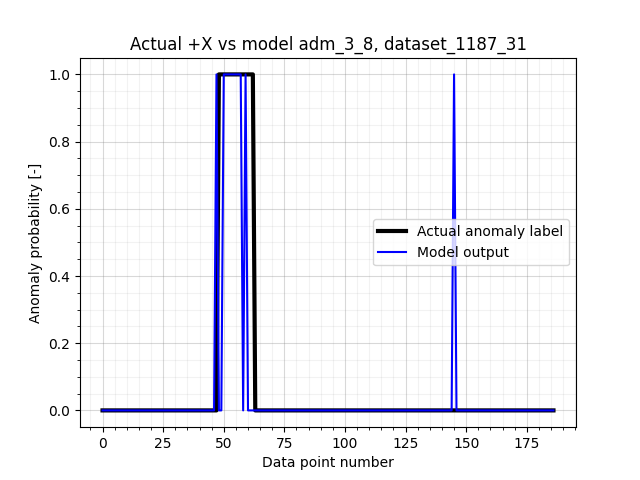 Actual +X vs model adm_3_8, dataset_1187_31
Anomaly probability [-]
1.0
0.8
0.6
0.4
0.2
0.0
Actual anomaly label
Model output
0 25 50 75 100 125 150 175
Data point number